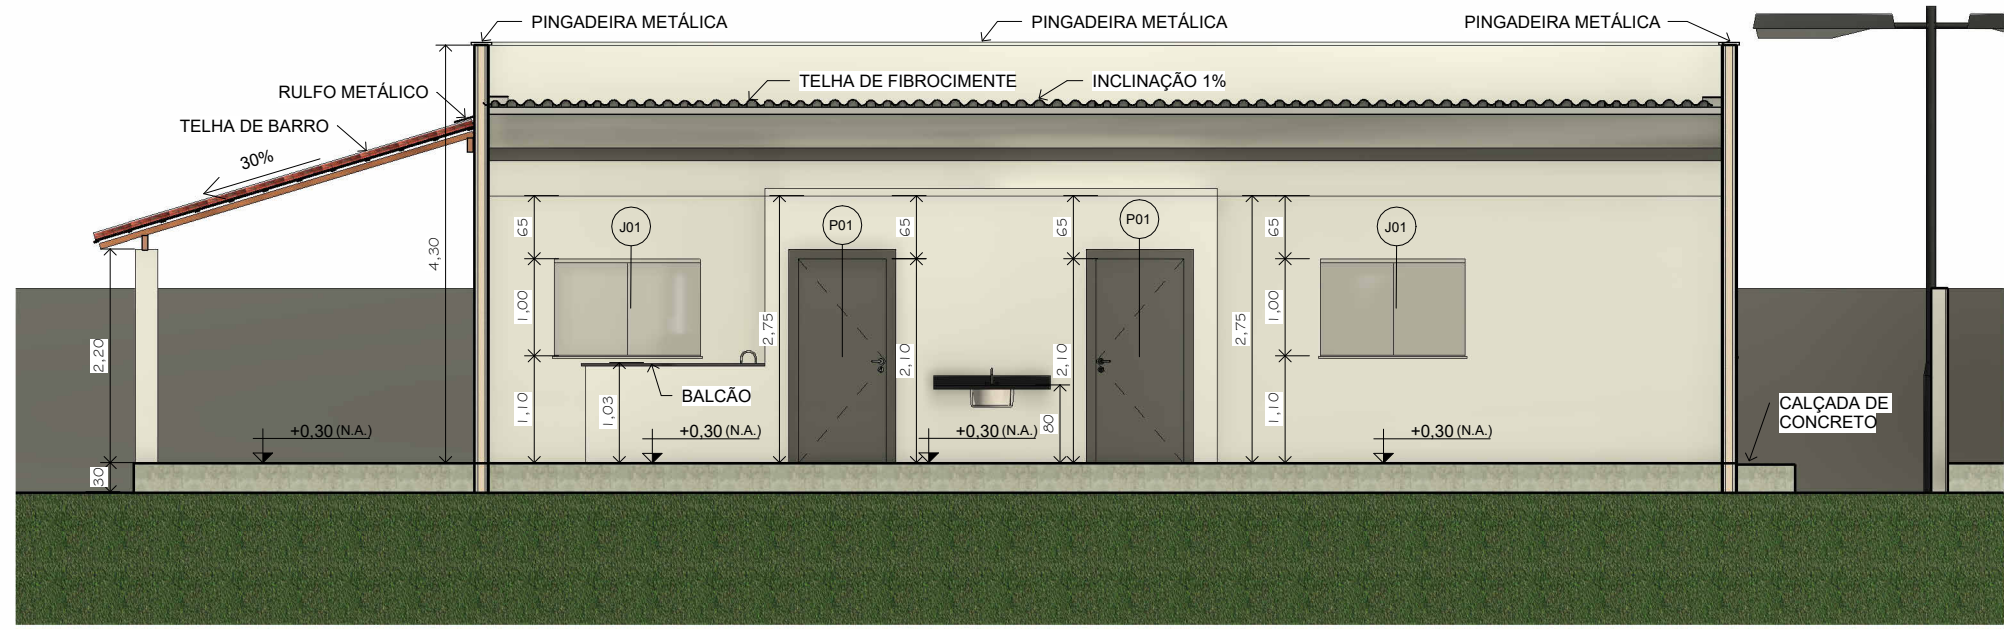 PINGADEIRA METÁLICA
PINGADEIRA METÁLICA
PINGADEIRA METÁLICA
TELHA DE FIBROCIMENTE
INCLINAÇÃO 1%
RULFO METÁLICO
TELHA DE BARRO
30%
4,30
65
J01
P01
65
65
P01
65
J01
1,00
2,75
2,75
1,00
2,20
2,10
2,10
1,10
1,03
BALCÃO
80
1,10
CALÇADA DE
CONCRETO
+0,30 (N.A.)
+0,30 (N.A.)
+0,30 (N.A.)
+0,30 (N.A.)
30